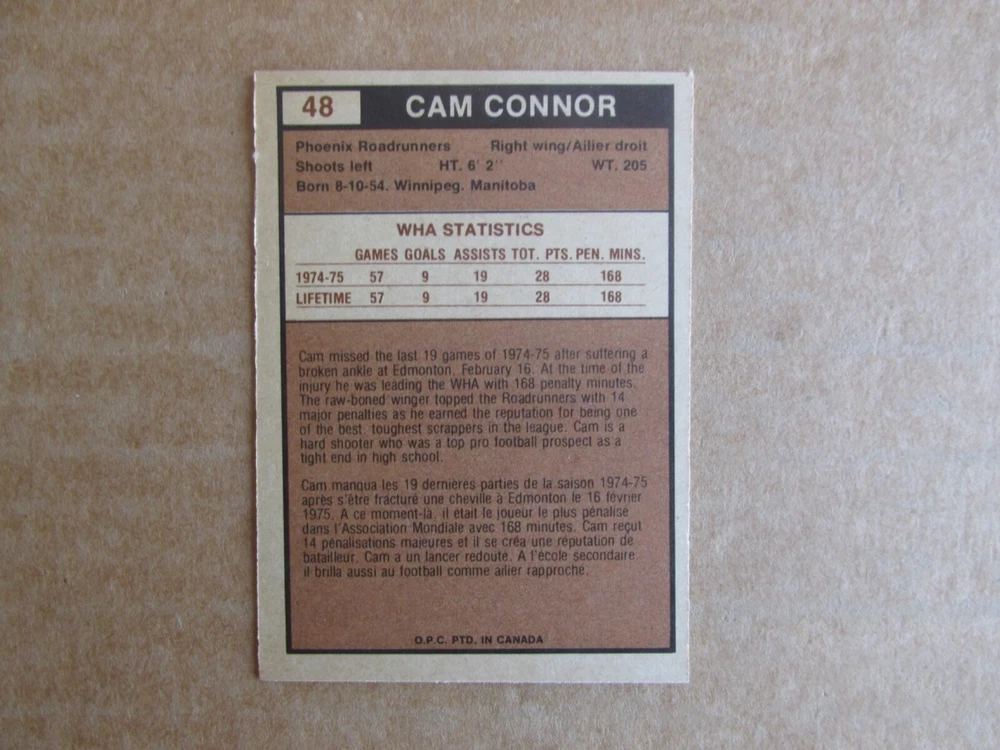 48 CAM CONNOR
Phoenix Roadrunners Right wing/Ailier droit
Shoots left HT. 6' 2'' WT. 205
Born 8-10-54. Winnipeg. Manitoba
WHA STATISTICS
GAMES GOALS ASSISTS TOT. PTS. PEN. MINS.
1974-75 57 9 19 28 168
LIFETIME 57 9 19 28 168
Cam missed the last 19 games of 1974-75 after suffering a
broken ankle at Edmonton, February 16. At the time of the
injury he was leading the WHA with 168 penalty minutes.
The raw-boned winger topped the Roadrunners with 14
major penalties as he earned the reputation for being one
of the best, toughest scrappers in the league. Cam is a
hard shooter who was a top pro football prospect as a
tight end in high school.
Cam manqua les 19 dernières parties de la saison 1974-75
après s'être fracturé une cheville à Edmonton le 16 février
1975. A ce moment-là, il était le joueur le plus pénalisé
dans l'Association Mondiale avec 168 minutes. Cam reçut
14 pénalisations majeures et il se créa une réputation de
batailleur. Cam a un lancer redouté. A l'école secondaire
il brilla aussi au football comme ailier rapproché.
O.P.C. PTD. IN CANADA